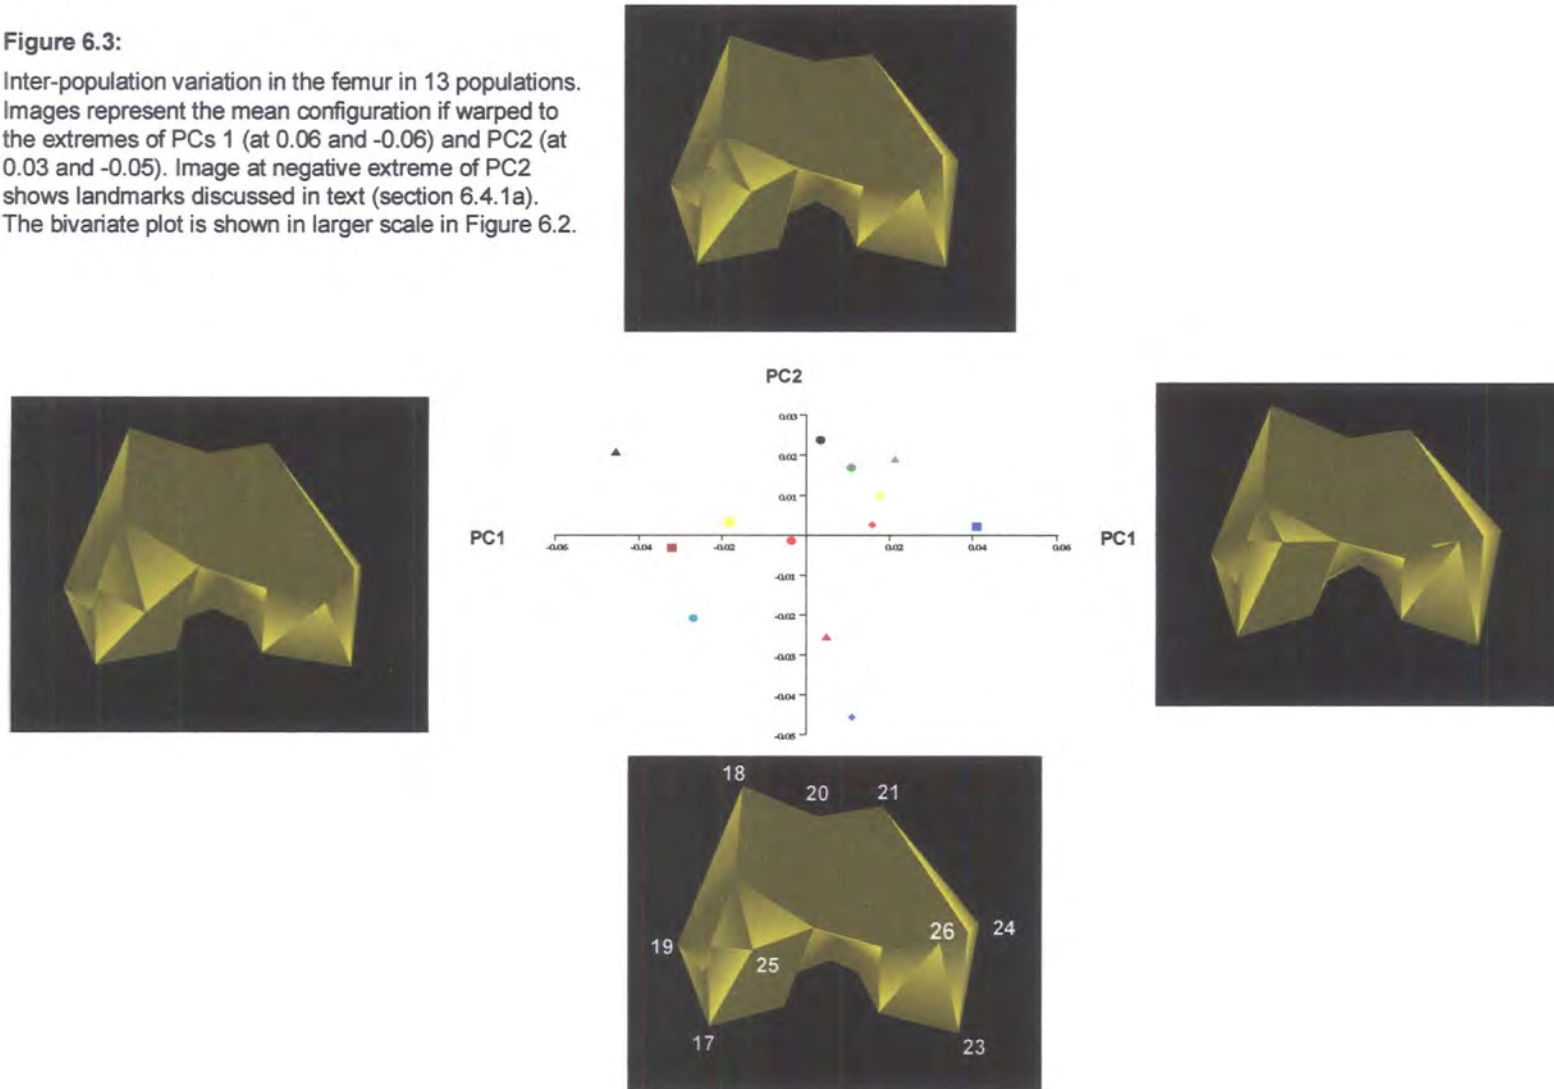 Figure 6.3:
Inter-population variation in the femur in 13 populations.
Images represent the mean configuration if warped to
the extremes of PCs 1 (at 0.06 and -0.06) and PC2 (at
0.03 and -0.05). Image at negative extreme of PC2
shows landmarks discussed in text (section 6.4.1a).
The bivariate plot is shown in larger scale in Figure 6.2.
PC2
0.03
0.02
0.01
PC1
-0.06
-0.04
-0.02
0.02
0.04
0.06
PC1
-0.01
-0.02
-0.03
-0.04
-0.05
18
20
21
19
25
26
24
17
23